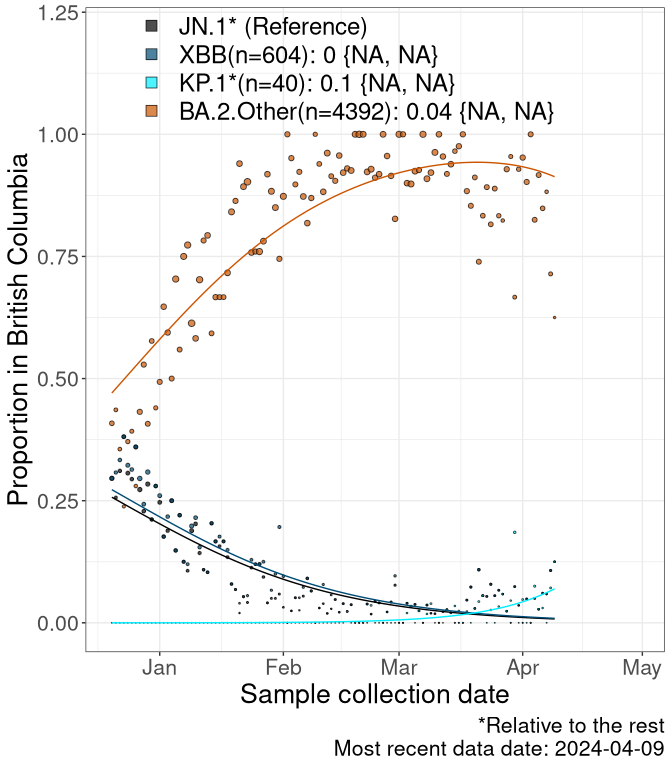 1.25
JN.1* (Reference)
XBB(n=604): 0 {NA, NA}
KP.1*(n=40): 0.1 {NA, NA}
BA.2.Other(n=4392): 0.04 {NA, NA}
1.00
0.75
0.50
0.25
0.00
Proportion in British Columbia
Jan Feb Mar Apr May
Sample collection date
*Relative to the rest
Most recent data date: 2024-04-09